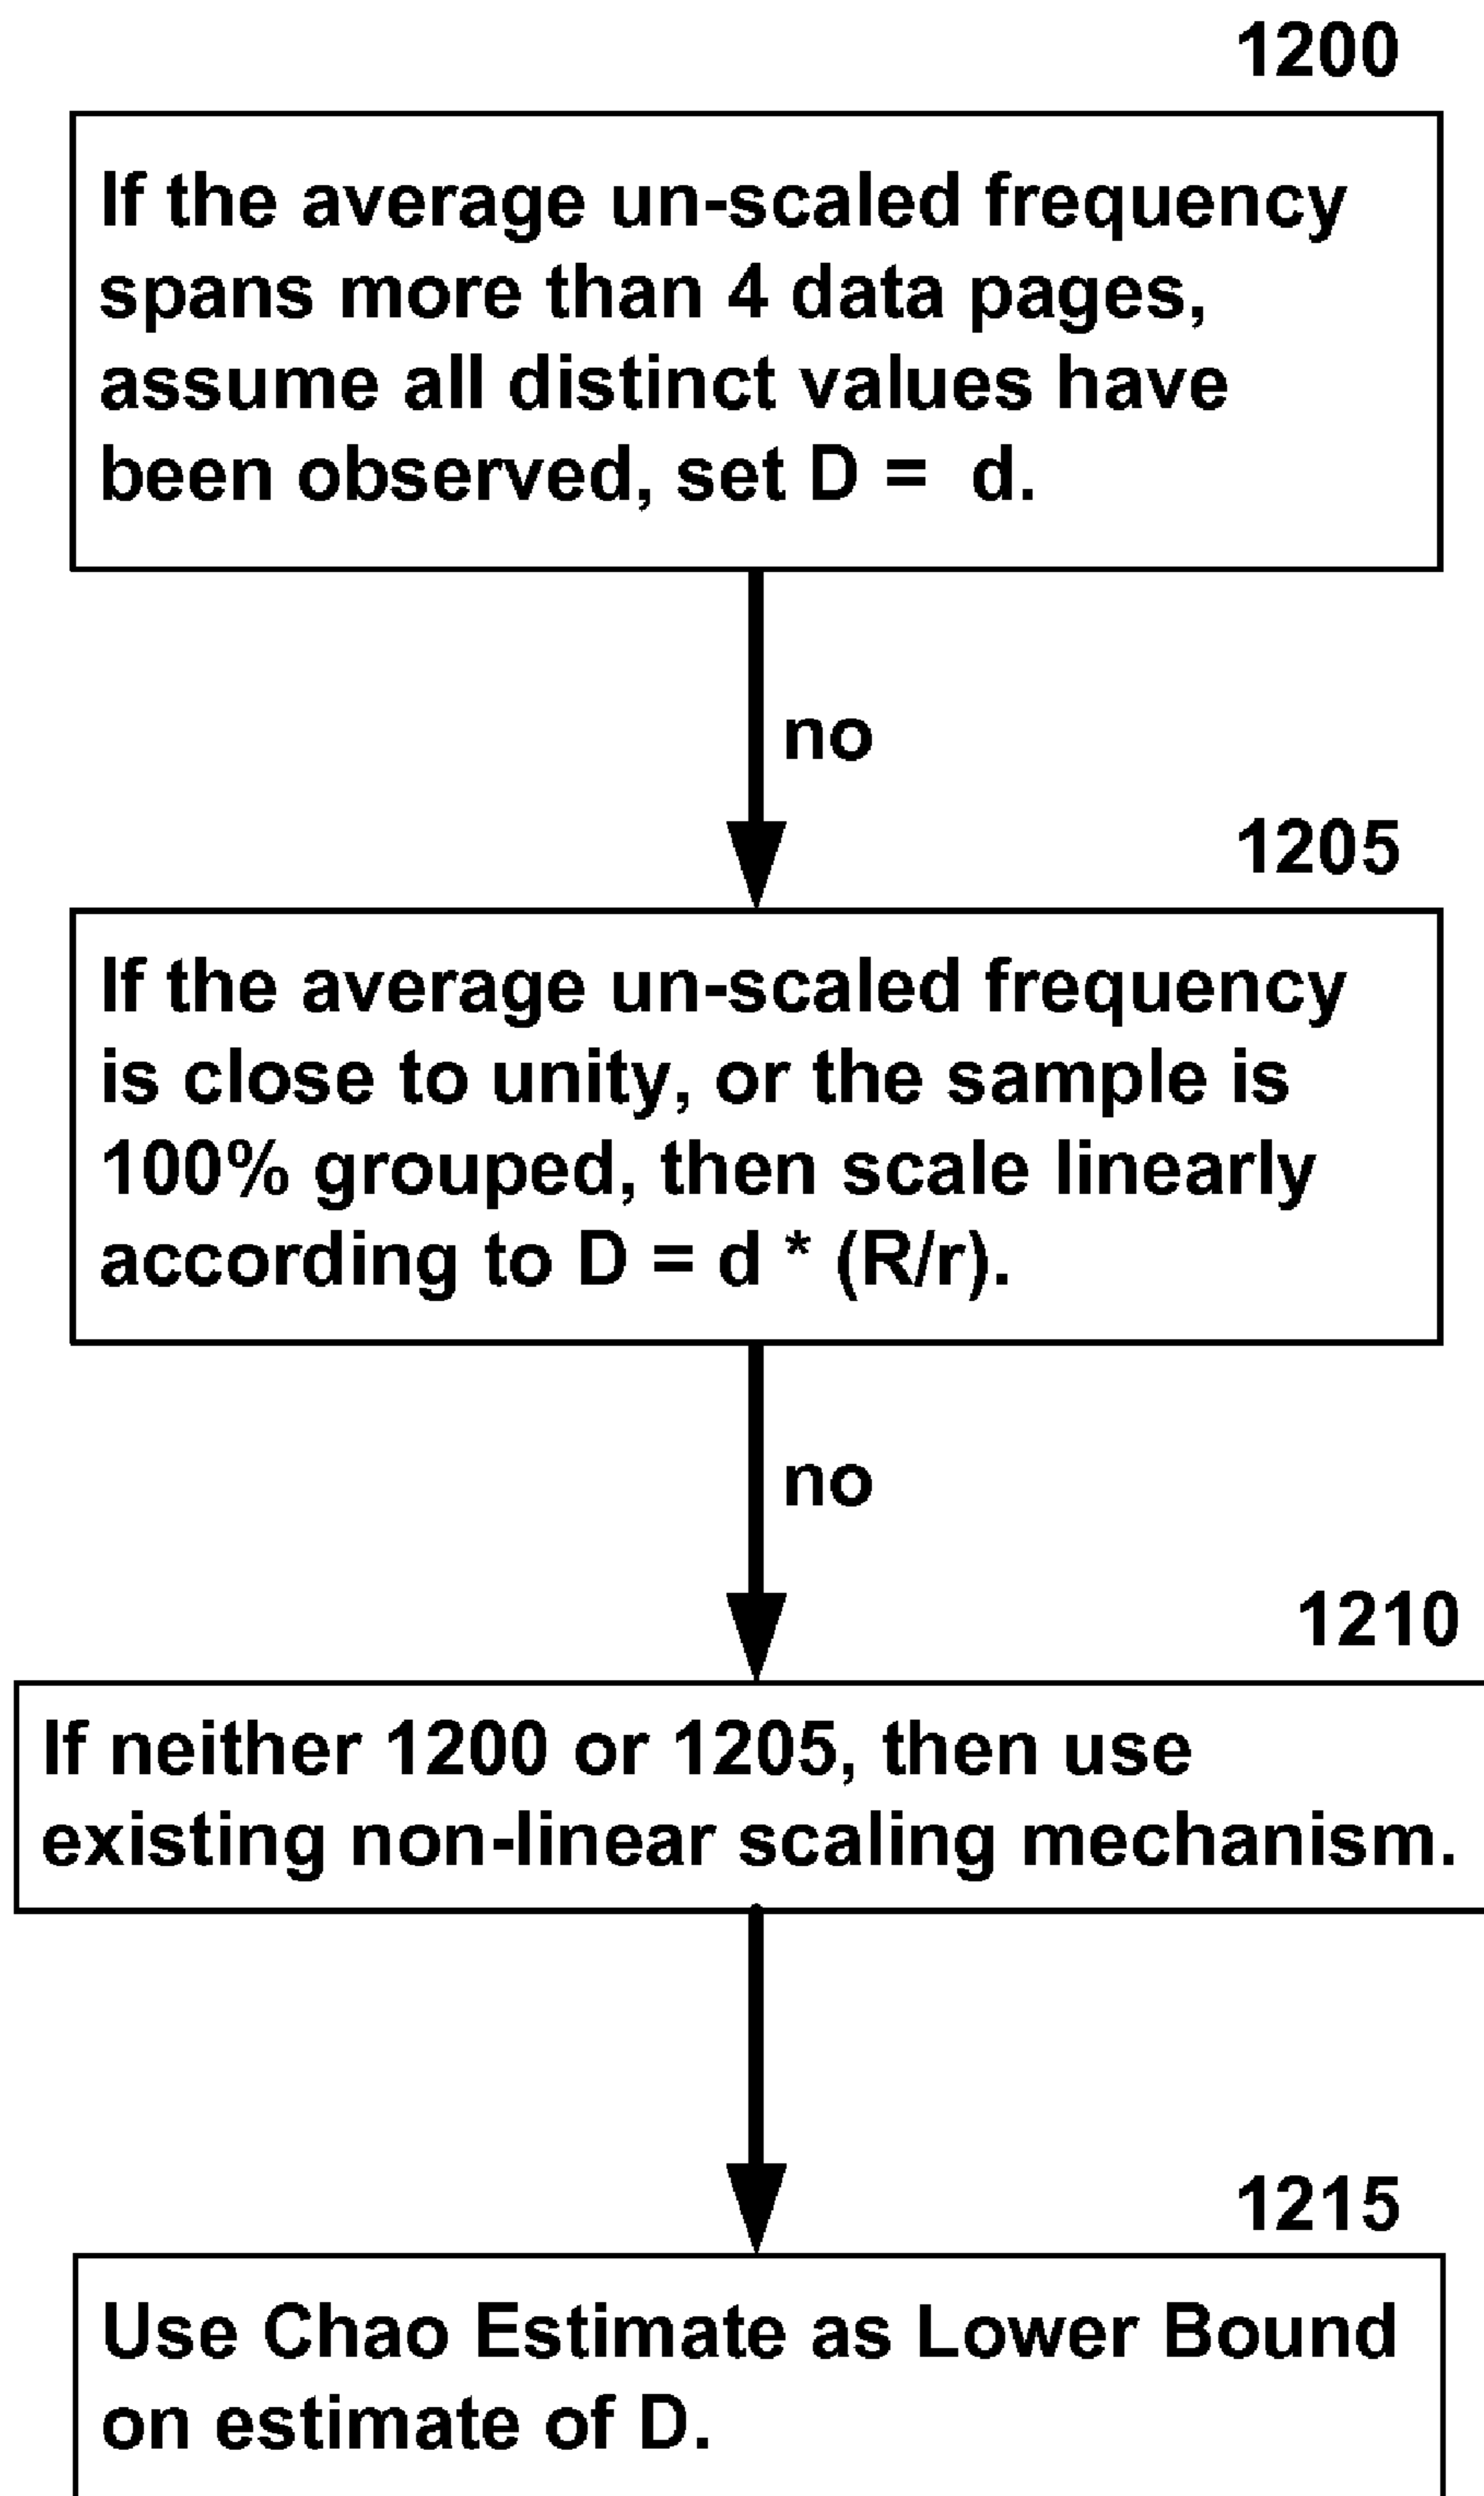 1200
If the average un-scaled frequency
spans more than 4 data pages,
assume all distinct values have
been observed, set D = d.
no
1205
If the average un-scaled frequency
is close to unity, or the sample is
100% grouped, then scale linearly
according to D = d * (R/r).
no
1210
If neither 1200 or 1205, then use
existing non-linear scaling mechanism.
1215
Use Chao Estimate as Lower Bound
on estimate of D.